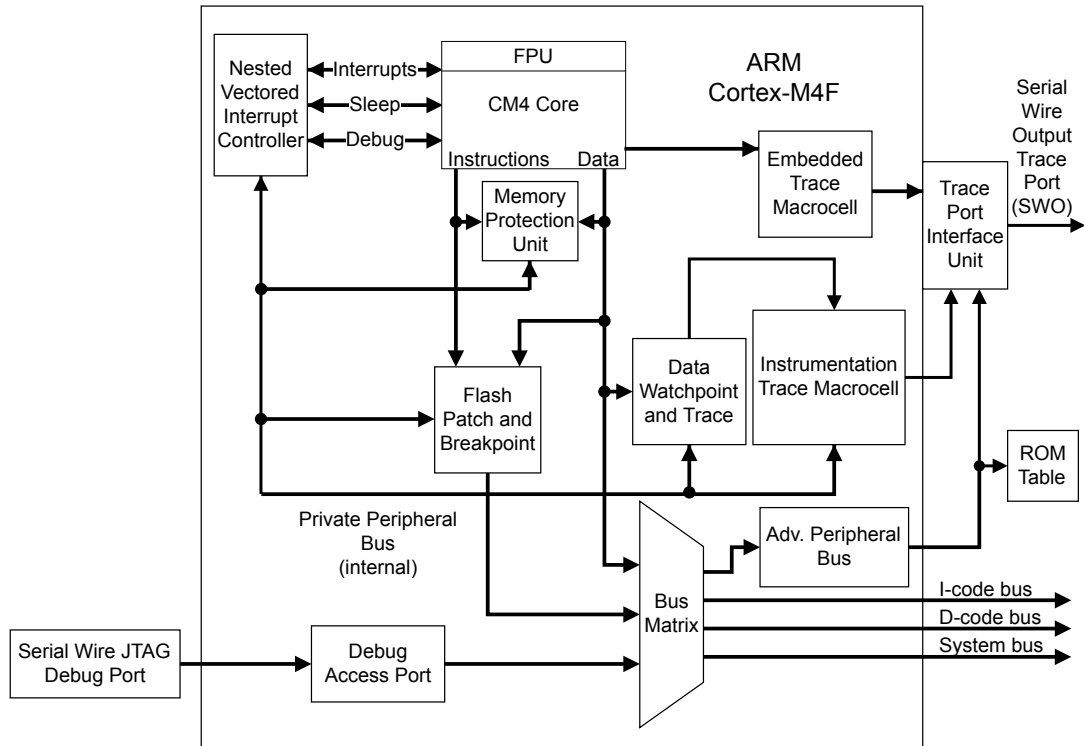 Nested
Vectored
Interrupt
Controller
Interrupts
Sleep
Debug
FPU
CM4 Core
Instructions
Data
ARM
Cortex-M4F
Serial
Wire
Output
Trace
Port
(SWO)
Embedded
Trace
Macrocell
Trace
Port
Interface
Unit
Memory
Protection
Unit
Flash
Patch and
Breakpoint
Data
Watchpoint
and Trace
Instrumentation
Trace Macrocell
ROM
Table
Private Peripheral
Bus
(internal)
Adv. Peripheral
Bus
Bus
Matrix
I-code bus
D-code bus
System bus
Serial Wire JTAG
Debug Port
Debug
Access Port